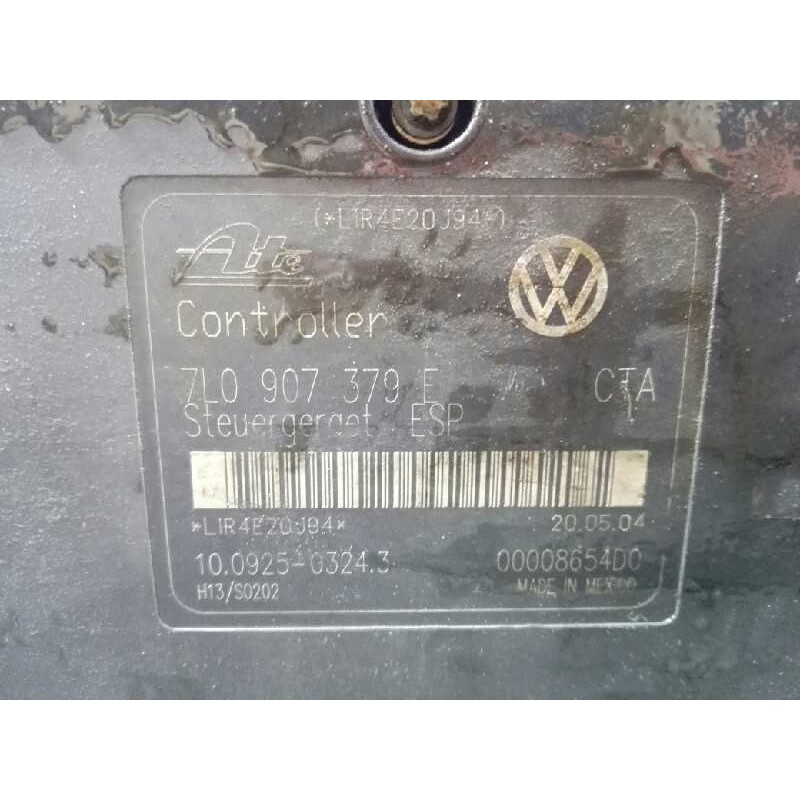 (*L1R4E20J94*)
Ate
Controller
7L0 907 379 E CTA
Steuergeraet ESP
*L1R4E20J94* 20.05.04
10.0925-0324.3 00008654D0
H13/S0202 MADE IN MEXICO